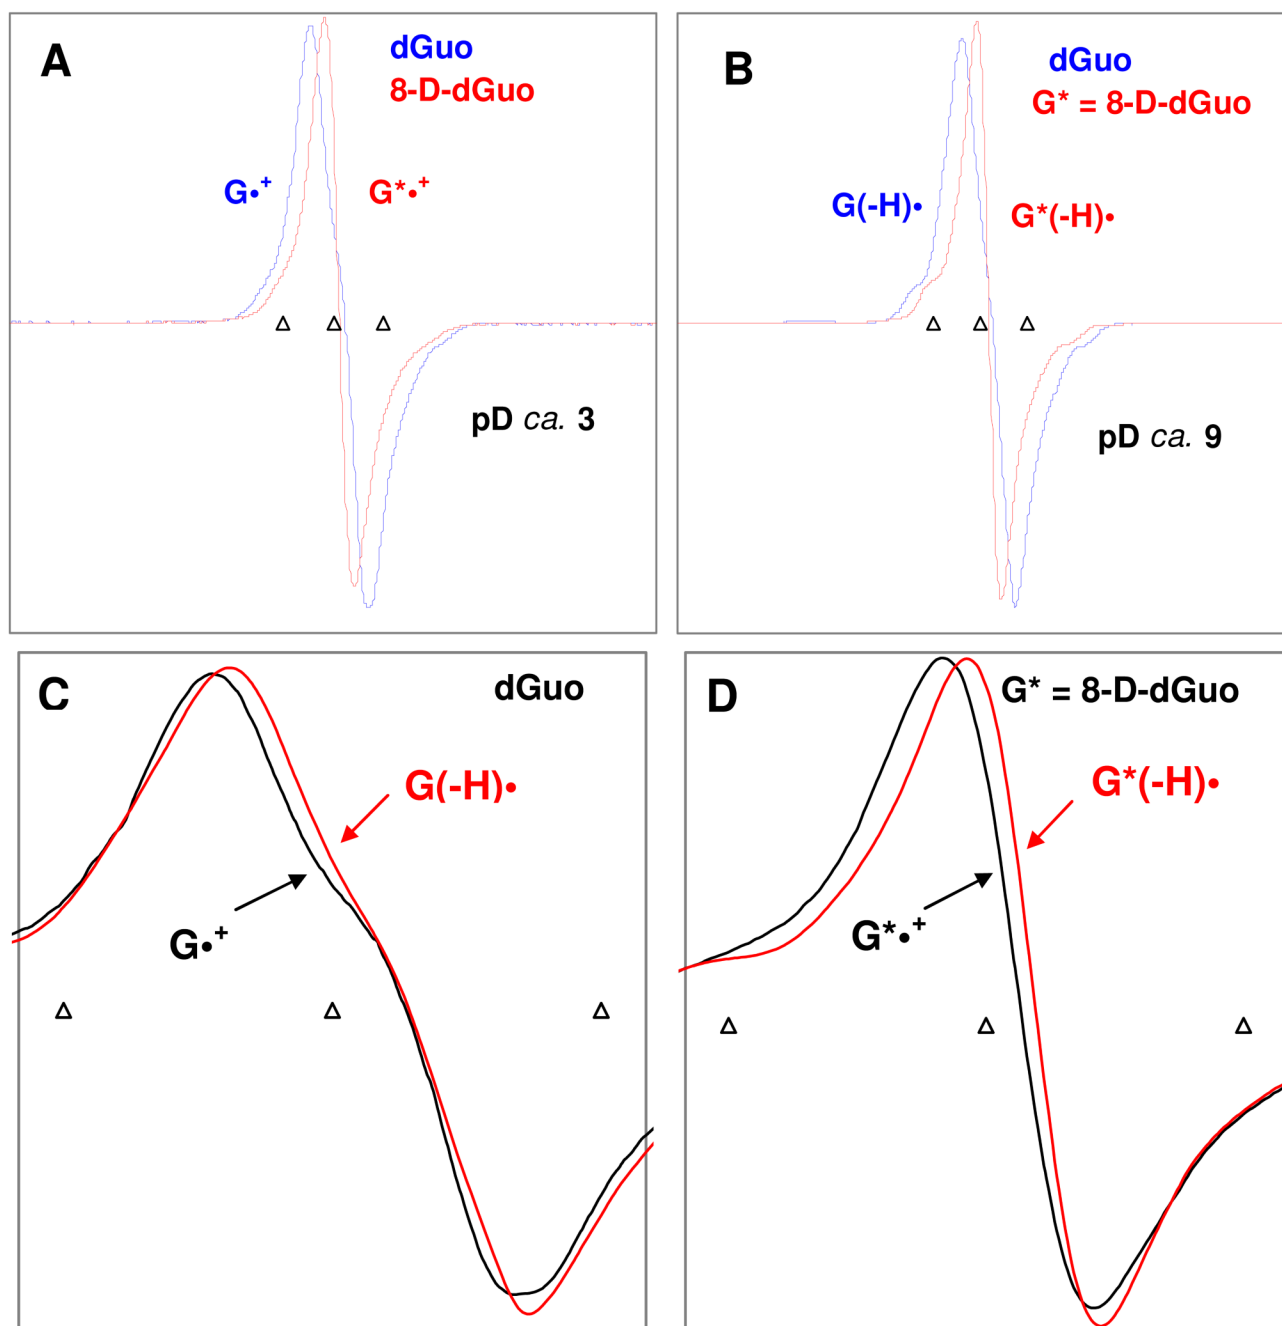 A
dGuo
8-D-dGuo
G•+
G*•+
pD ca. 3
B
dGuo
G* = 8-D-dGuo
G(-H)•
G*(-H)•
pD ca. 9
C
dGuo
G(-H)•
G•+
D
G* = 8-D-dGuo
G*(-H)•
G*•+